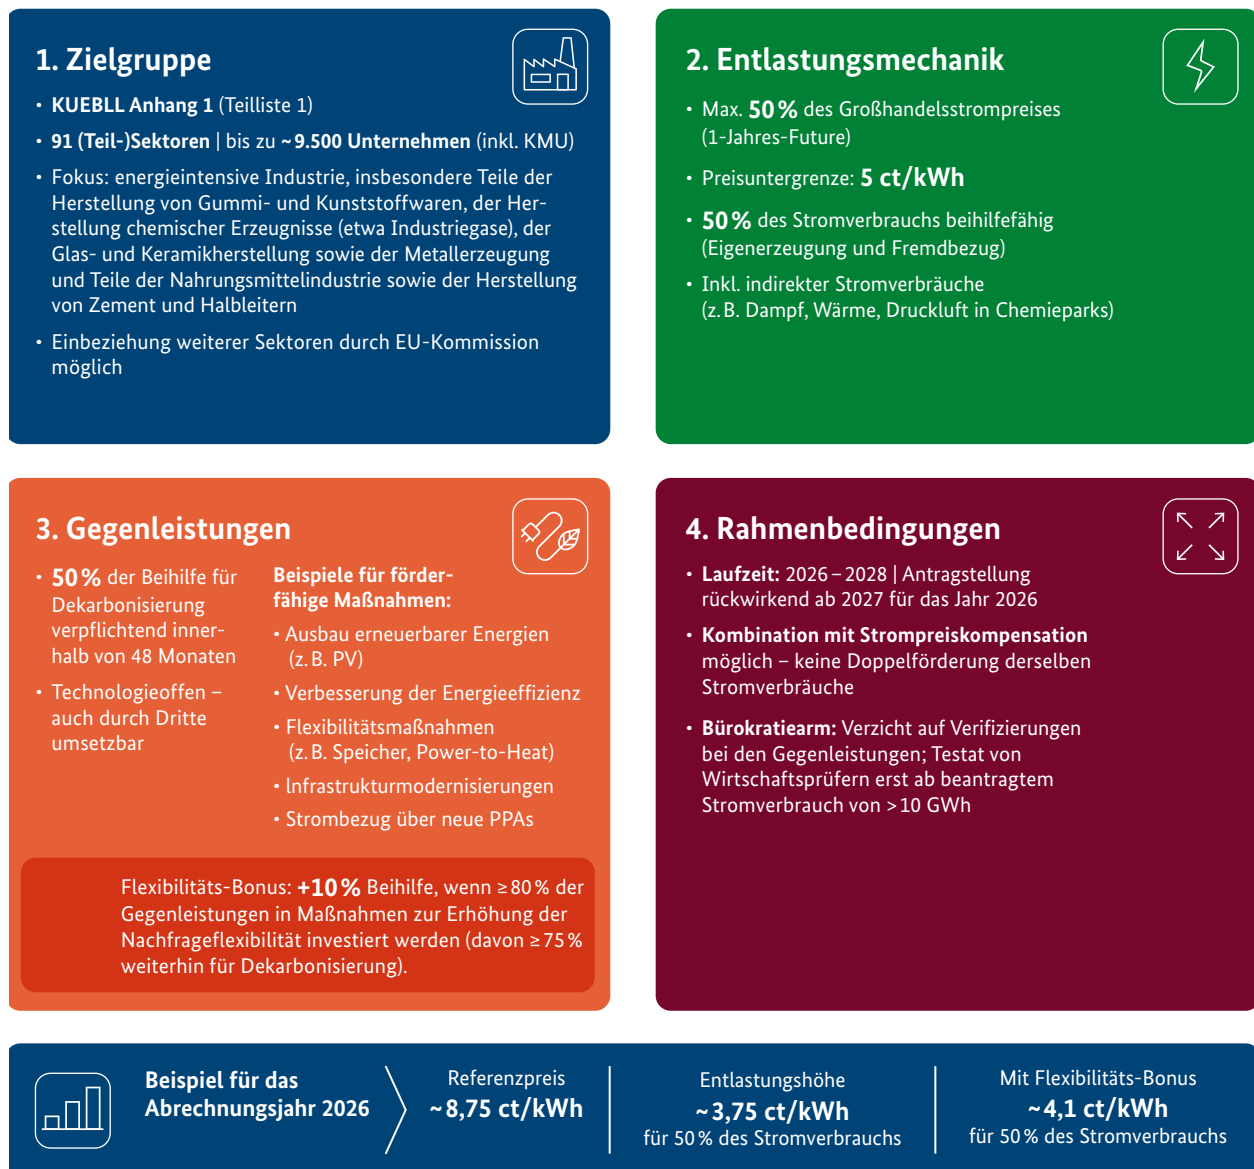 1. Zielgruppe
• KUEBLL Anhang 1 (Teilliste 1)
• 91 (Teil-)Sektoren | bis zu ~9.500 Unternehmen (inkl. KMU)
• Fokus: energieintensive Industrie, insbesondere Teile der
Herstellung von Gummi- und Kunststoffwaren, der Her-
stellung chemischer Erzeugnisse (etwa Industriegase), der
Glas- und Keramikherstellung sowie der Metallerzeugung
und Teile der Nahrungsmittelindustrie sowie der Herstellung
von Zement und Halbleitern
• Einbeziehung weiterer Sektoren durch EU-Kommission
möglich
2. Entlastungsmechanik
• Max. 50 % des Großhandelsstrompreises
(1-Jahres-Future)
• Preisuntergrenze: 5 ct/kWh
• 50 % des Stromverbrauchs beihilfefähig
(Eigenerzeugung und Fremdbezug)
• Inkl. indirekter Stromverbräuche
(z. B. Dampf, Wärme, Druckluft in Chemieparks)
3. Gegenleistungen
• 50 % der Beihilfe für
Dekarbonisierung
verpflichtend inner-
halb von 48 Monaten
• Technologieoffen –
auch durch Dritte
umsetzbar
Beispiele für förder-
fähige Maßnahmen:
• Ausbau erneuerbarer Energien
(z. B. PV)
• Verbesserung der Energieeffizienz
• Flexibilitätsmaßnahmen
(z. B. Speicher, Power-to-Heat)
• Infrastrukturmodernisierungen
• Strombezug über neue PPAs
Flexibilitäts-Bonus: +10 % Beihilfe, wenn ≥ 80 % der
Gegenleistungen in Maßnahmen zur Erhöhung der
Nachfrageflexibilität investiert werden (davon ≥ 75 %
weiterhin für Dekarbonisierung).
4. Rahmenbedingungen
• Laufzeit: 2026 – 2028 | Antragstellung
rückwirkend ab 2027 für das Jahr 2026
• Kombination mit Strompreiskompensation
möglich – keine Doppelförderung derselben
Stromverbräuche
• Bürokratiearm: Verzicht auf Verifizierungen
bei den Gegenleistungen; Testat von
Wirtschaftsprüfern erst ab beantragtem
Stromverbrauch von > 10 GWh
Beispiel für das
Abrechnungsjahr 2026
Referenzpreis
~ 8,75 ct/kWh
Entlastungshöhe
~ 3,75 ct/kWh
für 50 % des Stromverbrauchs
Mit Flexibilitäts-Bonus
~ 4,1 ct/kWh
für 50 % des Stromverbrauchs